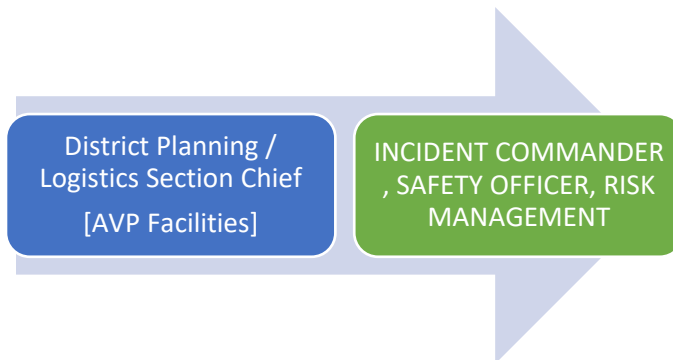 District Planning /
Logistics Section Chief
[AVP Facilities]
INCIDENT COMMANDER
, SAFETY OFFICER, RISK
MANAGEMENT